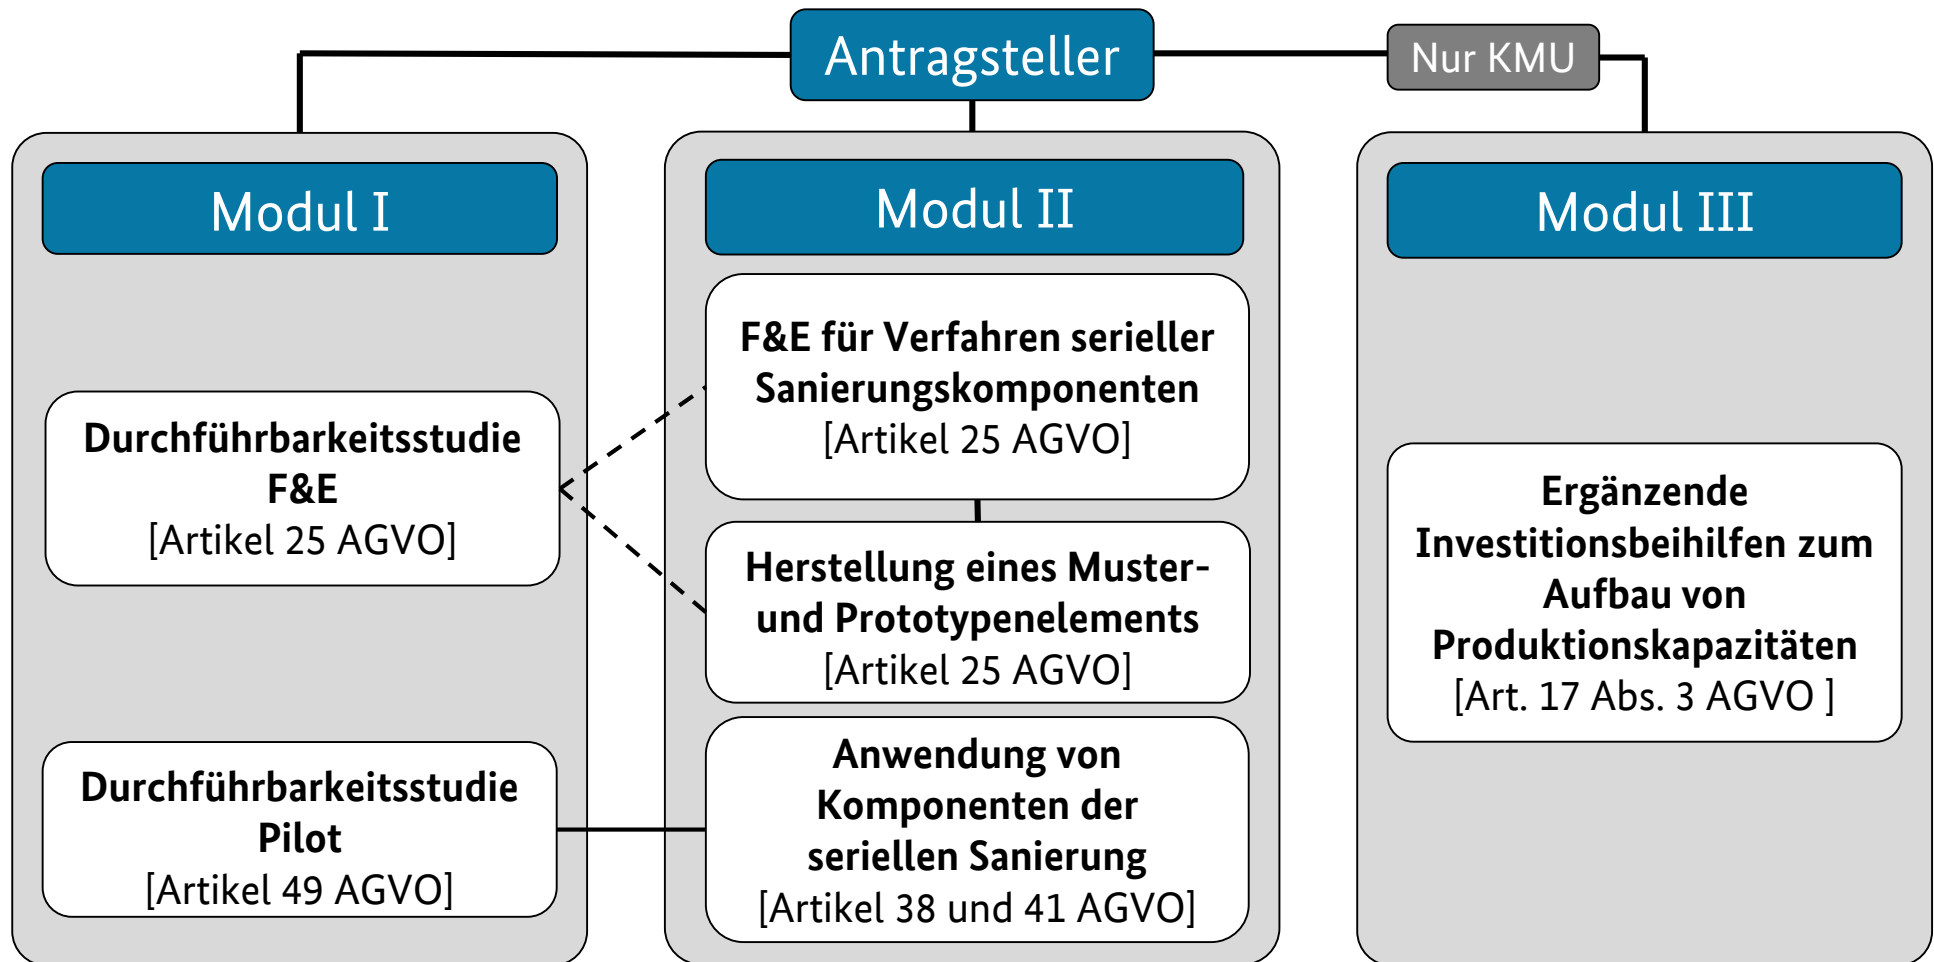 Antragsteller
Nur KMU
Modul I
Durchführbarkeitsstudie
F&E
[Artikel 25 AGVO]
Durchführbarkeitsstudie
Pilot
[Artikel 49 AGVO]
Modul II
F&E für Verfahren serieller
Sanierungskomponenten
[Artikel 25 AGVO]
Herstellung eines Muster-
und Prototypenelements
[Artikel 25 AGVO]
Anwendung von
Komponenten der
seriellen Sanierung
[Artikel 38 und 41 AGVO]
Modul III
Ergänzende
Investitionsbeihilfen zum
Aufbau von
Produktionskapazitäten
[Art. 17 Abs. 3 AGVO ]